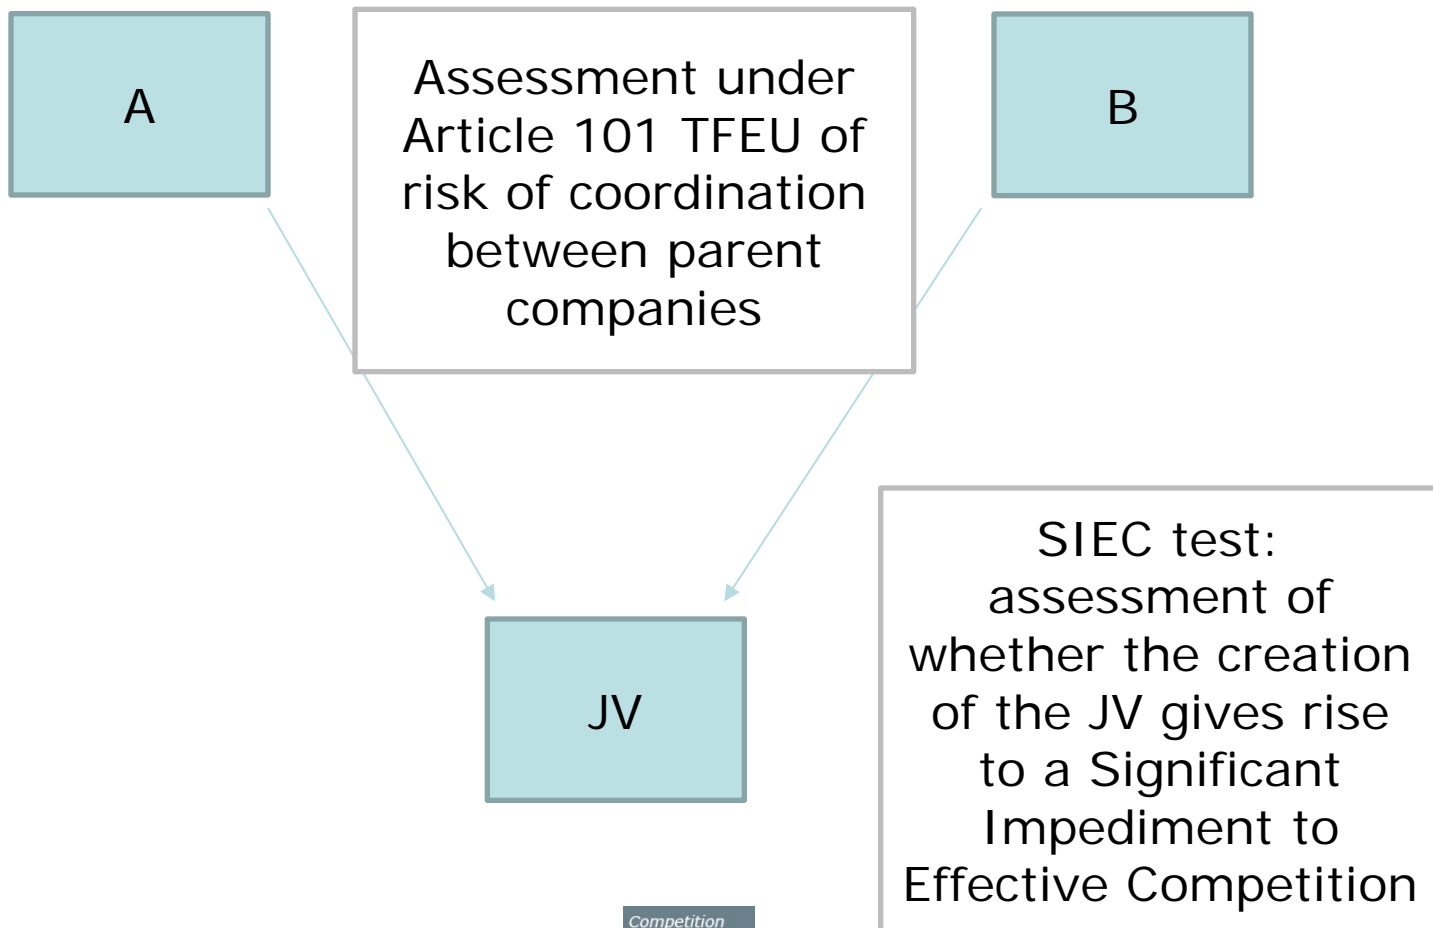 A
Assessment under
Article 101 TFEU of
risk of coordination
between parent
companies
B
JV
SIEC test:
assessment of
whether the creation
of the JV gives rise
to a Significant
Impediment to
Effective Competition
Competition